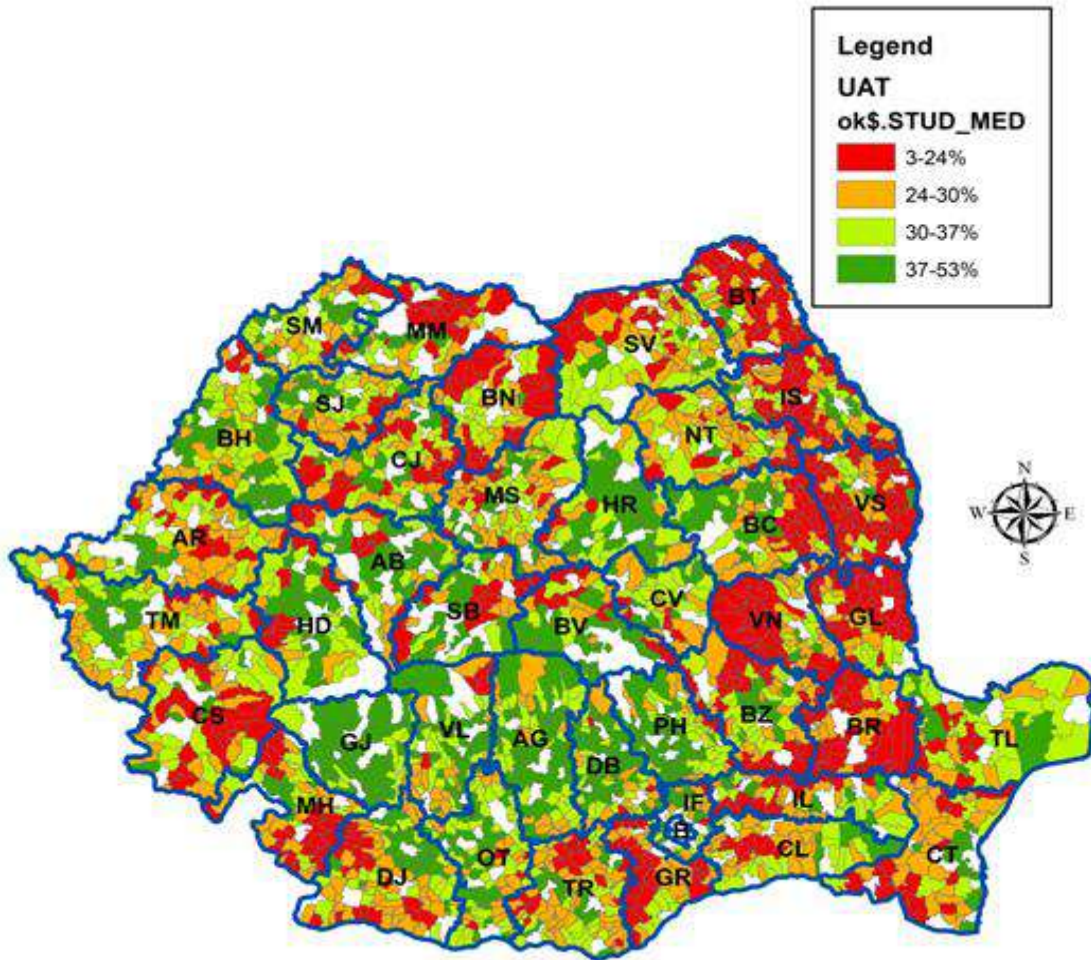 Legend
UAT
ok$.STUD_MED
3-24%
24-30%
30-37%
37-53%
N
W
E
S
BT
SM
MM
SV
BN
IS
SJ
NT
BH
CJ
MS
HR
BC
VS
AR
AB
TM
HD
SB
BV
CV
VN
GL
CS
GJ
VL
AG
PH
BZ
BR
TL
DB
MH
IF
IL
OT
CL
CT
DJ
TR
GR